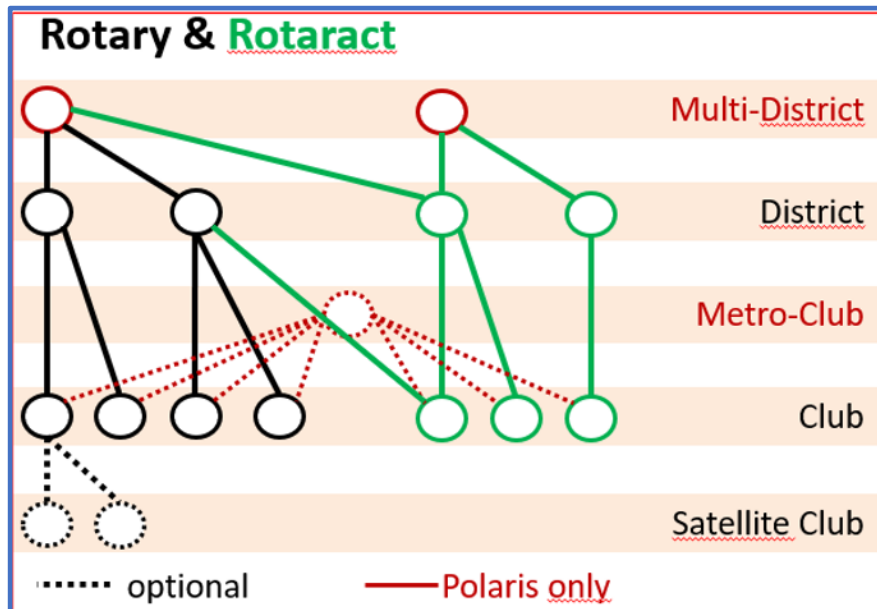 Rotary & Rotaract
Multi-District
District
Metro-Club
Club
Satellite Club
optional
Polaris only